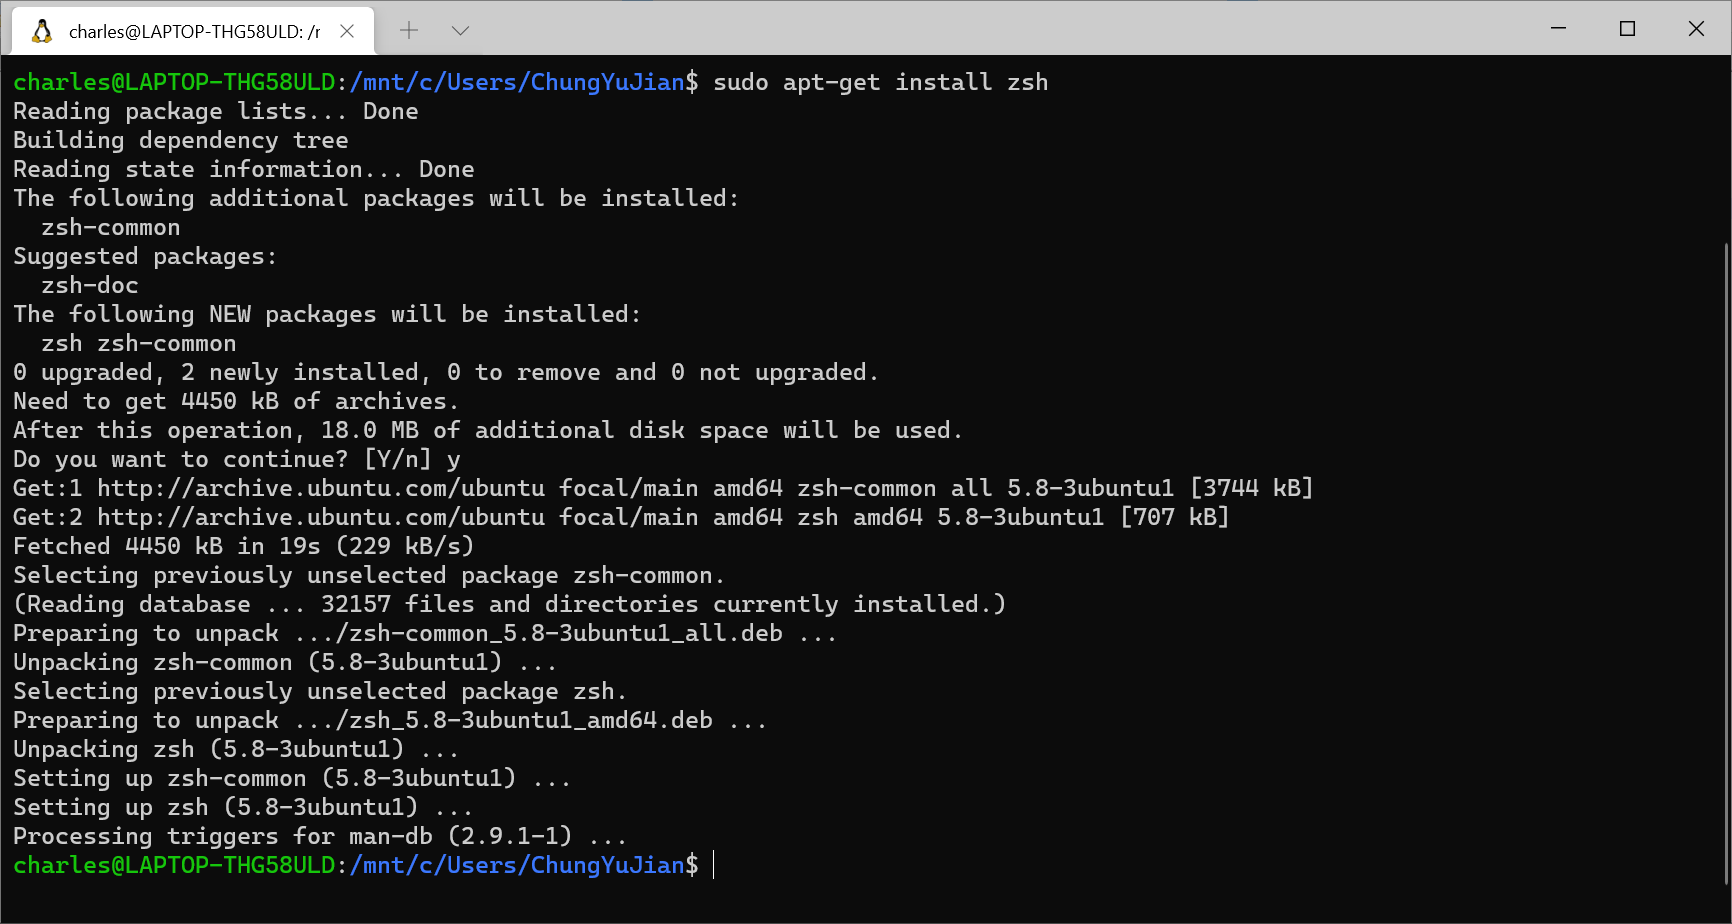 charles@LAPTOP-THG58ULD: /r
charles@LAPTOP-THG58ULD:/mnt/c/Users/ChungYuJian$ sudo apt-get install zsh
Reading package lists... Done
Building dependency tree
Reading state information... Done
The following additional packages will be installed:
  zsh-common
Suggested packages:
  zsh-doc
The following NEW packages will be installed:
  zsh zsh-common
0 upgraded, 2 newly installed, 0 to remove and 0 not upgraded.
Need to get 4450 kB of archives.
After this operation, 18.0 MB of additional disk space will be used.
Do you want to continue? [Y/n] y
Get:1 http://archive.ubuntu.com/ubuntu focal/main amd64 zsh-common all 5.8-3ubuntu1 [3744 kB]
Get:2 http://archive.ubuntu.com/ubuntu focal/main amd64 zsh amd64 5.8-3ubuntu1 [707 kB]
Fetched 4450 kB in 19s (229 kB/s)
Selecting previously unselected package zsh-common.
(Reading database ... 32157 files and directories currently installed.)
Preparing to unpack .../zsh-common_5.8-3ubuntu1_all.deb ...
Unpacking zsh-common (5.8-3ubuntu1) ...
Selecting previously unselected package zsh.
Preparing to unpack .../zsh_5.8-3ubuntu1_amd64.deb ...
Unpacking zsh (5.8-3ubuntu1) ...
Setting up zsh-common (5.8-3ubuntu1) ...
Setting up zsh (5.8-3ubuntu1) ...
Processing triggers for man-db (2.9.1-1) ...
charles@LAPTOP-THG58ULD:/mnt/c/Users/ChungYuJian$